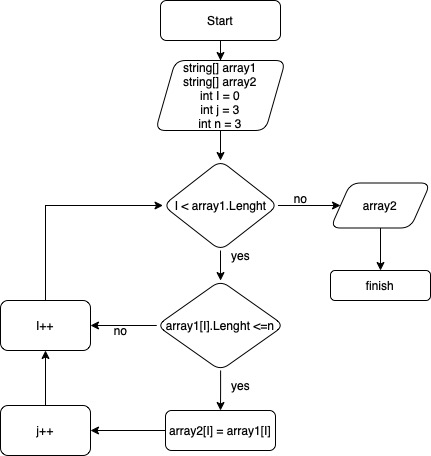 Start
string[] array1
string[] array2
int I = 0
int j = 3
int n = 3
I < array1.Lenght
no
array2
yes
finish
I++
no
array1[I].Lenght <=n
yes
j++
array2[I] = array1[I]